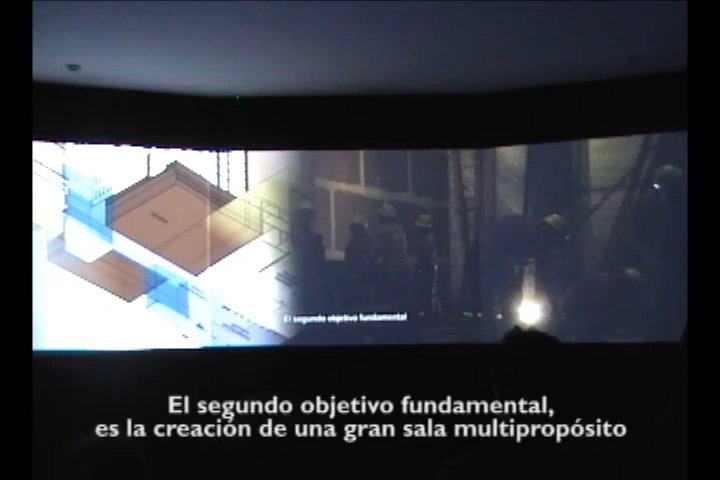 El segundo objetivo fundamental
El segundo objetivo fundamental,
es la creación de una gran sala multipropósito